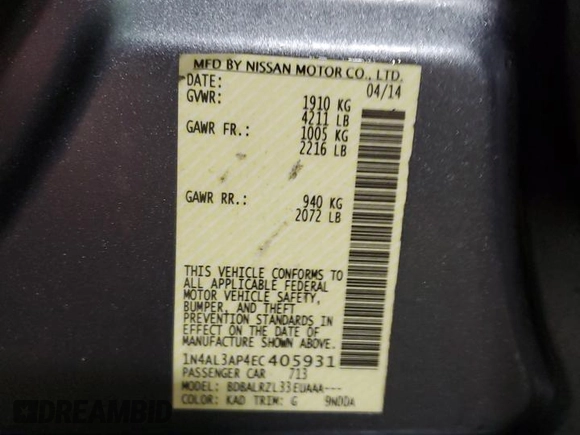 MFD BY NISSAN MOTOR CO., LTD.
DATE: 04/14
GVWR: 1910 KG
4211 LB
GAWR FR.: 1005 KG
2216 LB
GAWR RR.: 940 KG
2072 LB
THIS VEHICLE CONFORMS TO
ALL APPLICABLE FEDERAL
MOTOR VEHICLE SAFETY,
BUMPER, AND THEFT
PREVENTION STANDARDS IN
EFFECT ON THE DATE OF
MANUFACTURE SHOWN ABOVE.
1N4AL3AP4EC405931
PASSENGER CAR 713
MODEL: BDBALRZL33EUAAA---
COLOR: KAD TRIM: G 9NDDA
DREAMBID